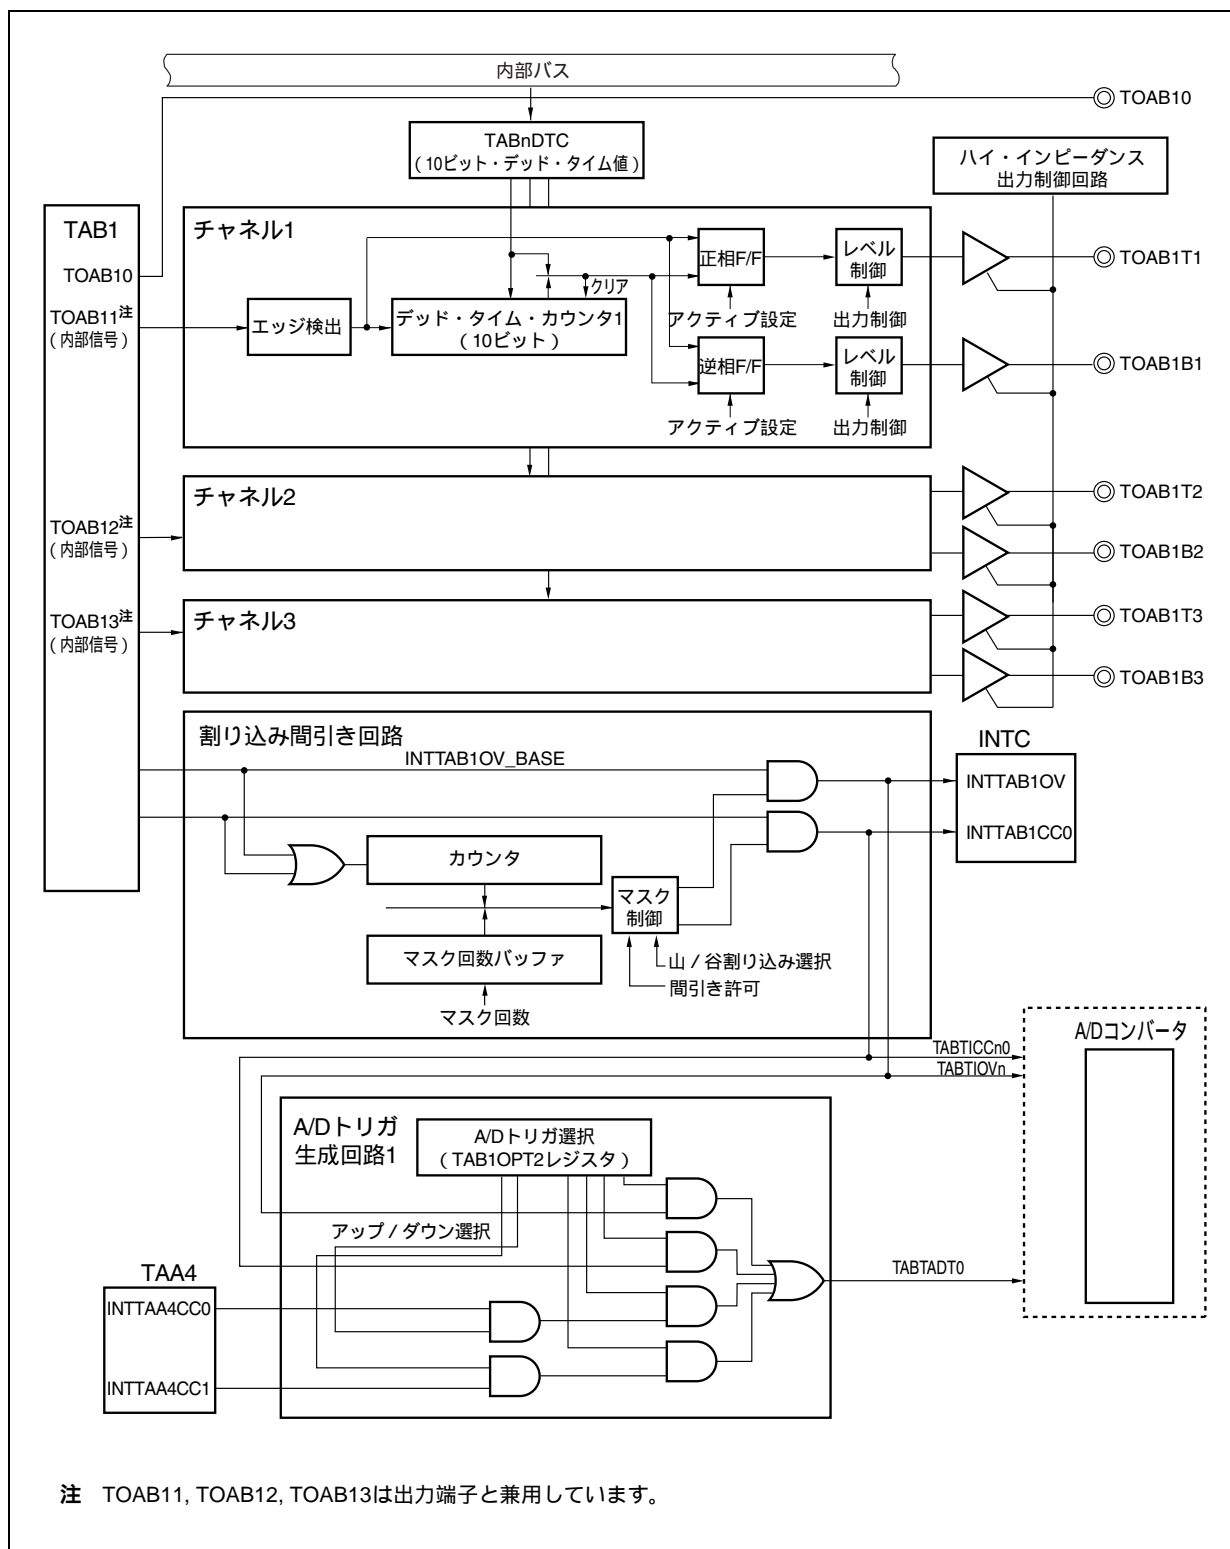 内部バス
TOAB10
TABnDTC
(10ビット・デッド・タイム値)
ハイ・インピーダンス
出力制御回路
TAB1
TOAB10
TOAB11注
(内部信号)
TOAB12注
(内部信号)
TOAB13注
(内部信号)
チャネル1
エッジ検出
デッド・タイム・カウンタ1
(10ビット)
クリア
正相F/F
アクティブ設定
レベル
制御
出力制御
逆相F/F
アクティブ設定
レベル
制御
出力制御
TOAB1T1
TOAB1B1
チャネル2
TOAB1T2
TOAB1B2
チャネル3
TOAB1T3
TOAB1B3
割り込み間引き回路
INTTAB1OV_BASE
カウンタ
マスク
制御
マスク回数バッファ
マスク回数
山/谷割り込み選択
間引き許可
INTC
INTTAB1OV
INTTAB1CC0
TABTICCn0
TABTIOVn
A/Dコンバータ
A/Dトリガ
生成回路1
A/Dトリガ選択
(TAB1OPT2レジスタ)
アップ/ダウン選択
TABTADT0
TAA4
INTTAA4CC0
INTTAA4CC1
注 TOAB11, TOAB12, TOAB13は出力端子と兼用しています。